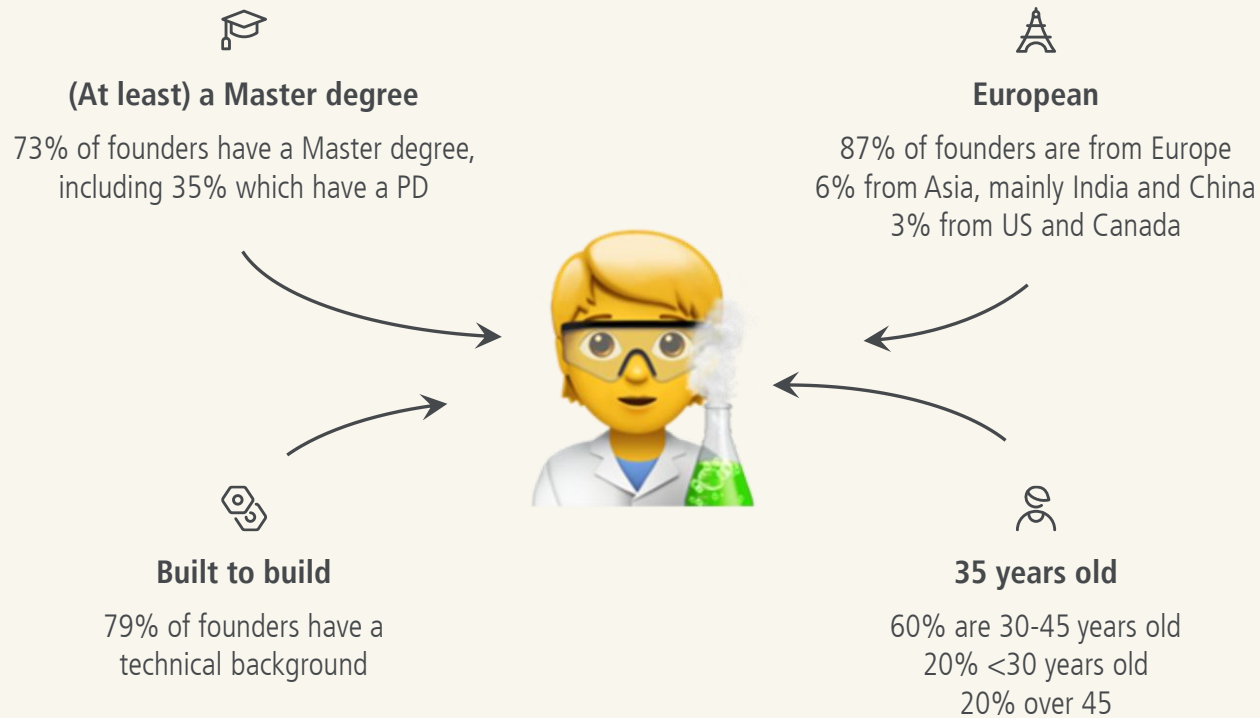 (At least) a Master degree
73% of founders have a Master degree,
including 35% which have a PD
European
87% of founders are from Europe
6% from Asia, mainly India and China
3% from US and Canada
Built to build
79% of founders have a
technical background
35 years old
60% are 30-45 years old
20% <30 years old
20% over 45